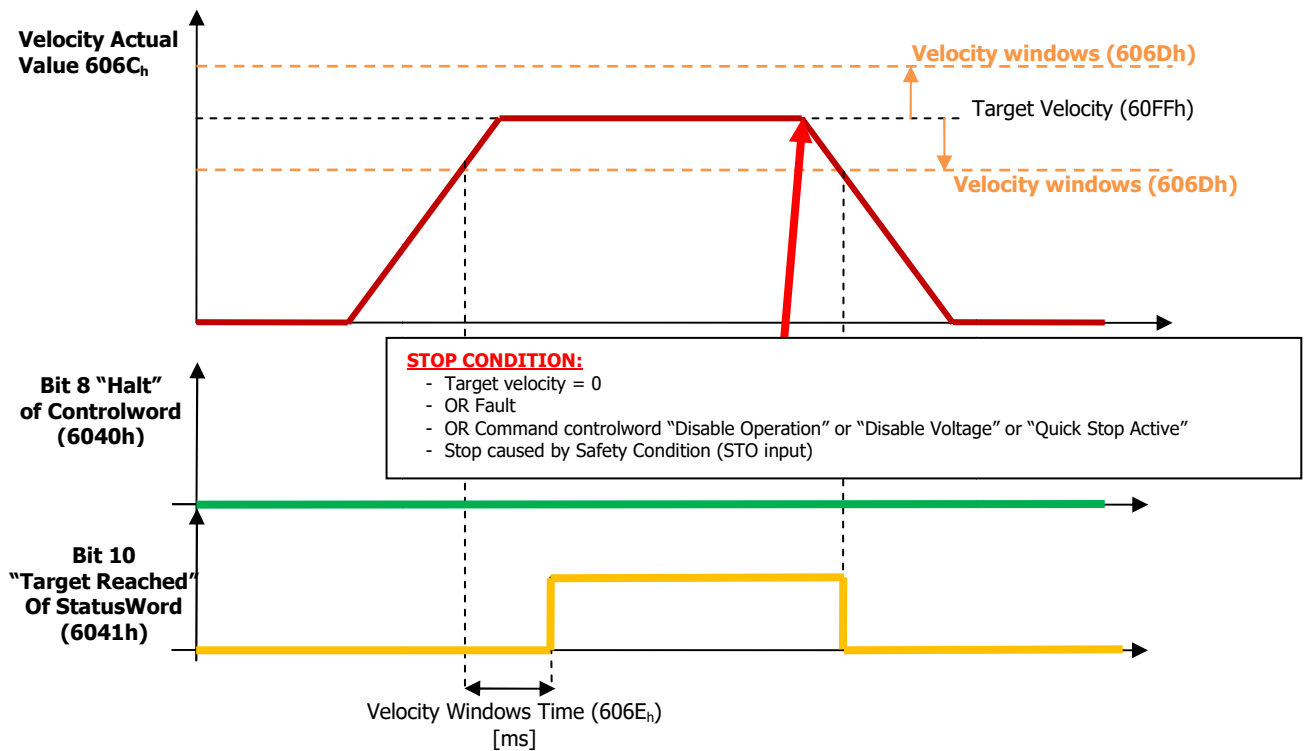 Velocity Actual
Value 606Ch
Velocity windows (606Dh)
Target Velocity (60FFh)
Velocity windows (606Dh)
STOP CONDITION:
- Target velocity = 0
- OR Fault
- OR Command controlword “Disable Operation” or “Disable Voltage” or “Quick Stop Active”
- Stop caused by Safety Condition (STO input)
Bit 8 “Halt”
of Controlword
(6040h)
Bit 10
“Target Reached”
Of StatusWord
(6041h)
Velocity Windows Time (606Eh)
[ms]